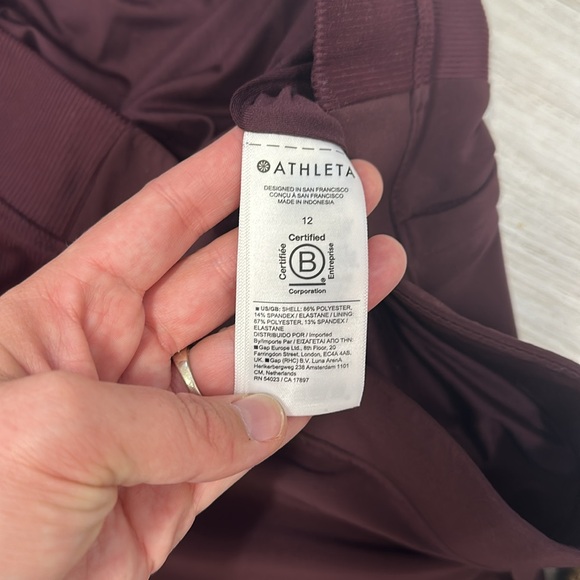 ATHLETA
DESIGNED IN SAN FRANCISCO
CONÇU À SAN FRANCISCO
MADE IN INDONESIA
12
Certified
Certifiée
B
®
Entreprise
Corporation
■ US/GB: SHELL: 86% POLYESTER,
14% SPANDEX / ELASTANE / LINING:
87% POLYESTER, 13% SPANDEX /
ELASTANE
DISTRIBUIDO POR / Imported
By/Importe Par / ΕΙΣΑΓΕΤΑΙ ΑΠΟ ΤΗΝ:
■ Gap Europe Ltd., 6th Floor, 20
Farringdon Street, London, EC4A 4AB,
UK. ■ Gap (RHC) B.V. Luna ArenA
Herikerbergweg 238 Amsterdam 1101
CM, Netherlands
RN 54023 / CA 17897